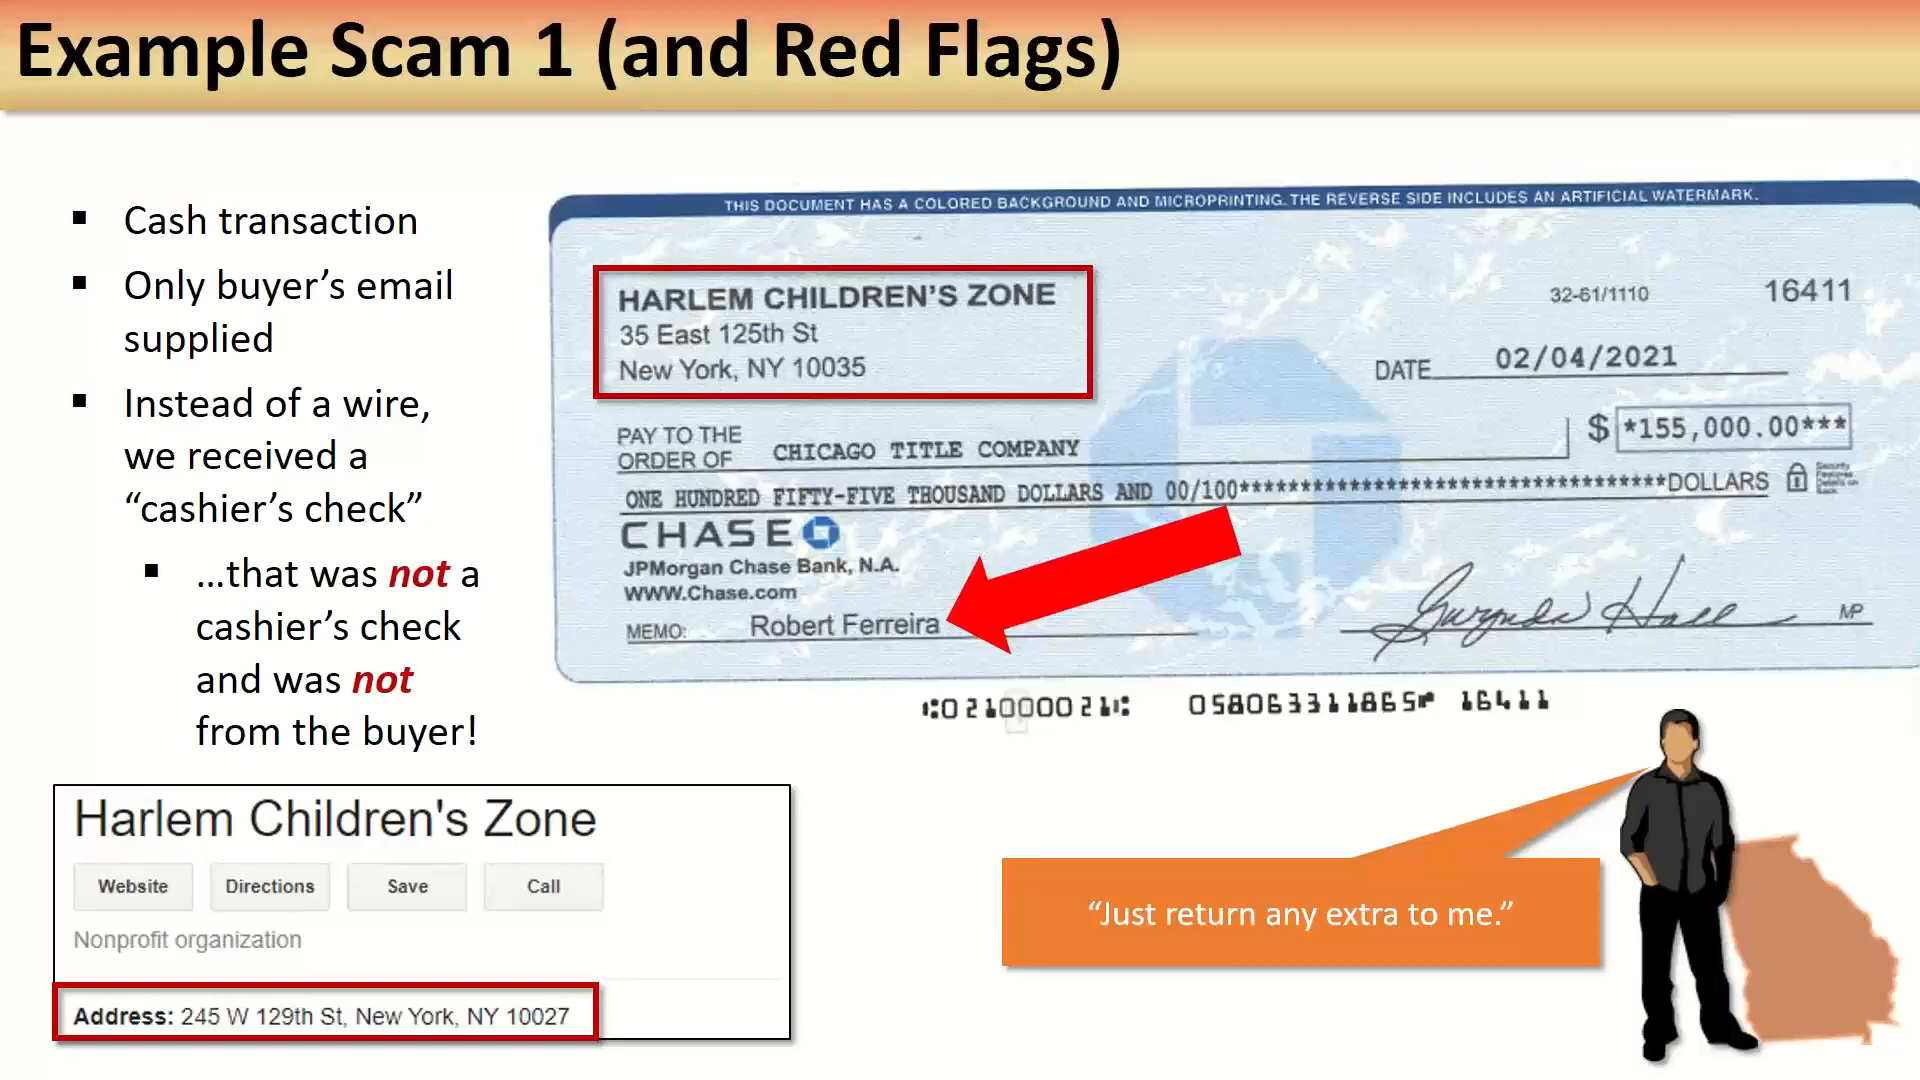 Example Scam 1 (and Red Flags)
Cash transaction
Only buyer’s email
supplied
Instead of a wire,
we received a
“cashier’s check”
...that was not a
cashier’s check
and was not
from the buyer!
THIS DOCUMENT HAS A COLORED BACKGROUND AND MICROPRINTING. THE REVERSE SIDE INCLUDES AN ARTIFICIAL WATERMARK.
HARLEM CHILDREN’S ZONE
35 East 125th St
New York, NY 10035
32-61/1110
16411
DATE 02/04/2021
PAY TO THE
ORDER OF CHICAGO TITLE COMPANY
$ *155,000.00***
ONE HUNDRED FIFTY-FIVE THOUSAND DOLLARS AND 00/100************************************DOLLARS
CHASE
JPMorgan Chase Bank, N.A.
WWW.Chase.com
MEMO: Robert Ferreira
Gwynda Hall MP
⑆021000021⑆ 058063311865⑈ 16411
Harlem Children's Zone
Website Directions Save Call
Nonprofit organization
Address: 245 W 129th St, New York, NY 10027
“Just return any extra to me.”